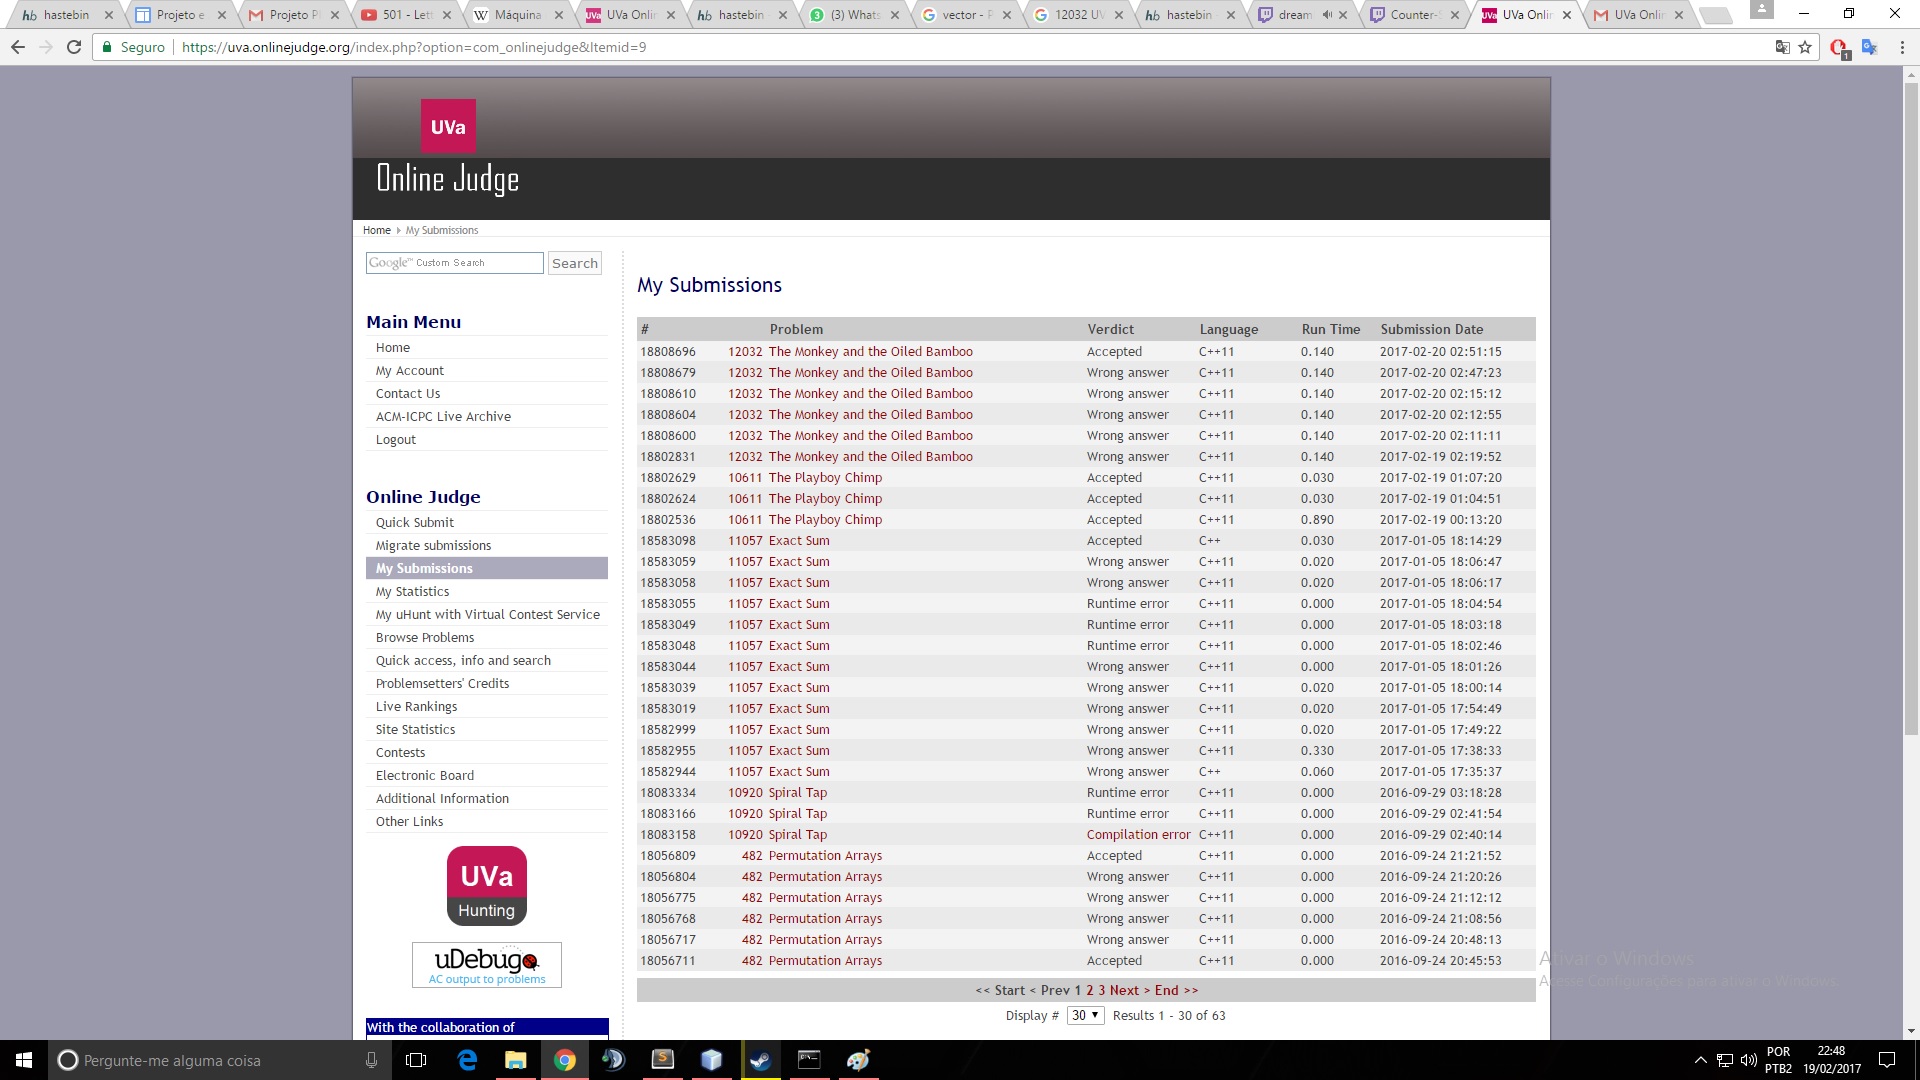 hastebin
Projeto e
Projeto P
501 - Lett
Máquina
UVa Onlin
hastebin
(3) Whats
vector - P
12032 UV
hastebin
dream
Counter-S
UVa Onlin
UVa Onlin
Seguro
https://uva.onlinejudge.org/index.php?option=com_onlinejudge&Itemid=9
1
UVa
Online Judge
Home My Submissions
Google™ Custom Search
Search
Main Menu
Home
My Account
Contact Us
ACM-ICPC Live Archive
Logout
Online Judge
Quick Submit
Migrate submissions
My Submissions
My Statistics
My uHunt with Virtual Contest Service
Browse Problems
Quick access, info and search
Problemsetters' Credits
Live Rankings
Site Statistics
Contests
Electronic Board
Additional Information
Other Links
UVa
Hunting
uDebug
AC output to problems
With the collaboration of
My Submissions
# Problem Verdict Language Run Time Submission Date
18808696 12032 The Monkey and the Oiled Bamboo Accepted C++11 0.140 2017-02-20 02:51:15
18808679 12032 The Monkey and the Oiled Bamboo Wrong answer C++11 0.140 2017-02-20 02:47:23
18808610 12032 The Monkey and the Oiled Bamboo Wrong answer C++11 0.140 2017-02-20 02:15:12
18808604 12032 The Monkey and the Oiled Bamboo Wrong answer C++11 0.140 2017-02-20 02:12:55
18808600 12032 The Monkey and the Oiled Bamboo Wrong answer C++11 0.140 2017-02-20 02:11:11
18802831 12032 The Monkey and the Oiled Bamboo Wrong answer C++11 0.140 2017-02-19 02:19:52
18802629 10611 The Playboy Chimp Accepted C++11 0.030 2017-02-19 01:07:20
18802624 10611 The Playboy Chimp Accepted C++11 0.030 2017-02-19 01:04:51
18802536 10611 The Playboy Chimp Accepted C++11 0.890 2017-02-19 00:13:20
18583098 11057 Exact Sum Accepted C++ 0.030 2017-01-05 18:14:29
18583059 11057 Exact Sum Wrong answer C++11 0.020 2017-01-05 18:06:47
18583058 11057 Exact Sum Wrong answer C++11 0.020 2017-01-05 18:06:17
18583055 11057 Exact Sum Runtime error C++11 0.000 2017-01-05 18:04:54
18583049 11057 Exact Sum Runtime error C++11 0.000 2017-01-05 18:03:18
18583048 11057 Exact Sum Runtime error C++11 0.000 2017-01-05 18:02:46
18583044 11057 Exact Sum Wrong answer C++11 0.000 2017-01-05 18:01:26
18583039 11057 Exact Sum Wrong answer C++11 0.020 2017-01-05 18:00:14
18583019 11057 Exact Sum Wrong answer C++11 0.020 2017-01-05 17:54:49
18582999 11057 Exact Sum Wrong answer C++11 0.020 2017-01-05 17:49:22
18582955 11057 Exact Sum Wrong answer C++11 0.330 2017-01-05 17:38:33
18582944 11057 Exact Sum Wrong answer C++ 0.060 2017-01-05 17:35:37
18083334 10920 Spiral Tap Runtime error C++11 0.000 2016-09-29 03:18:28
18083166 10920 Spiral Tap Runtime error C++11 0.000 2016-09-29 02:41:54
18083158 10920 Spiral Tap Compilation error C++11 0.000 2016-09-29 02:40:14
18056809 482 Permutation Arrays Accepted C++11 0.000 2016-09-24 21:21:52
18056804 482 Permutation Arrays Wrong answer C++11 0.000 2016-09-24 21:20:26
18056775 482 Permutation Arrays Wrong answer C++11 0.000 2016-09-24 21:12:12
18056768 482 Permutation Arrays Wrong answer C++11 0.000 2016-09-24 21:08:56
18056717 482 Permutation Arrays Wrong answer C++11 0.000 2016-09-24 20:48:13
18056711 482 Permutation Arrays Accepted C++11 0.000 2016-09-24 20:45:53
<< Start < Prev 1 2 3 Next > End >>
Display # 30 Results 1 - 30 of 63
Ativar o Windows
Acesse Configurações para ativar o Windows.
Pergunte-me alguma coisa
POR
PTB2
22:48
19/02/2017